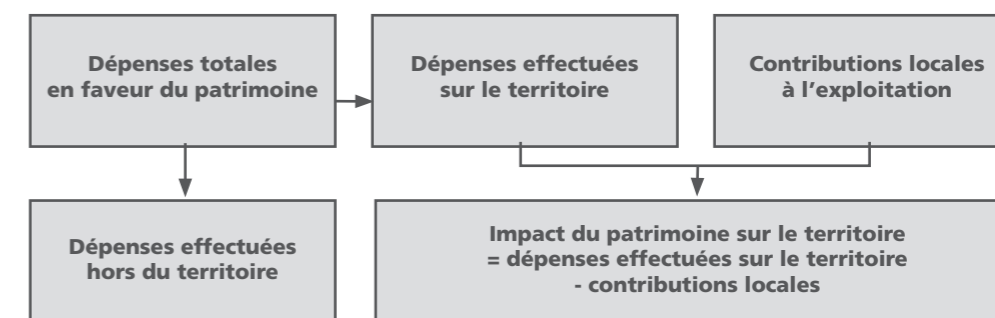 Dépenses totales
en faveur du patrimoine
Dépenses effectuées
sur le territoire
Contributions locales
à l'exploitation
Dépenses effectuées
hors du territoire
Impact du patrimoine sur le territoire
= dépenses effectuées sur le territoire
- contributions locales